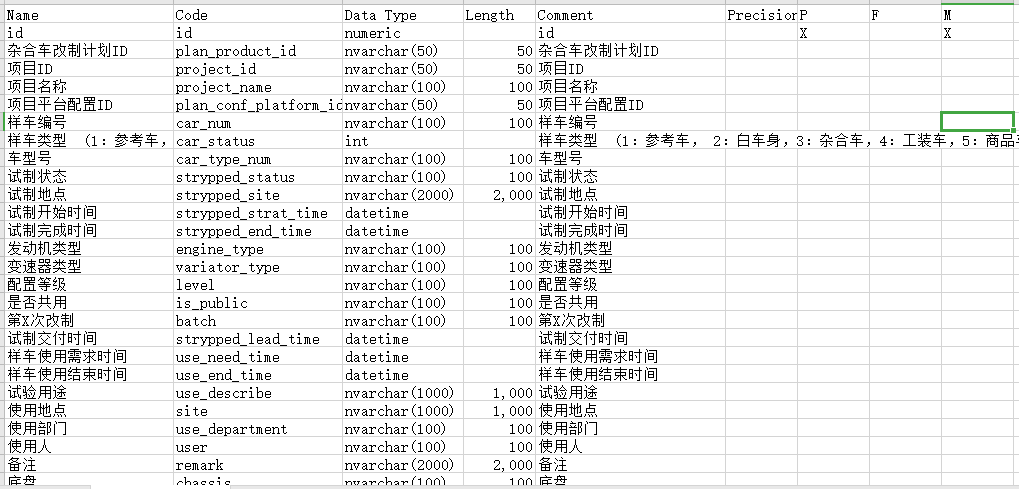 Name Code Data Type Length Comment Precision P F M
id id numeric id X X
杂合车改制计划ID plan_product_id nvarchar(50) 50 杂合车改制计划ID
项目ID project_id nvarchar(50) 50 项目ID
项目名称 project_name nvarchar(100) 100 项目名称
项目平台配置ID plan_conf_platform_id nvarchar(50) 50 项目平台配置ID
样车编号 car_num nvarchar(100) 100 样车编号
样车类型 (1：参考车， car_status int 样车类型 (1：参考车， 2：白车身，3：杂合车，4：工装车，5：商品
车型号 car_type_num nvarchar(100) 100 车型号
试制状态 strypped_status nvarchar(100) 100 试制状态
试制地点 strypped_site nvarchar(2000) 2,000 试制地点
试制开始时间 strypped_strat_time datetime 试制开始时间
试制完成时间 strypped_end_time datetime 试制完成时间
发动机类型 engine_type nvarchar(100) 100 发动机类型
变速器类型 variator_type nvarchar(100) 100 变速器类型
配置等级 level nvarchar(100) 100 配置等级
是否共用 is_public nvarchar(100) 100 是否共用
第X次改制 batch nvarchar(100) 100 第X次改制
试制交付时间 strypped_lead_time datetime 试制交付时间
样车使用需求时间 use_need_time datetime 样车使用需求时间
样车使用结束时间 use_end_time datetime 样车使用结束时间
试验用途 use_describe nvarchar(1000) 1,000 试验用途
使用地点 site nvarchar(1000) 1,000 使用地点
使用部门 use_department nvarchar(100) 100 使用部门
使用人 user nvarchar(100) 100 使用人
备注 remark nvarchar(2000) 2,000 备注
底盘 chassis nvarchar(100) 100 底盘